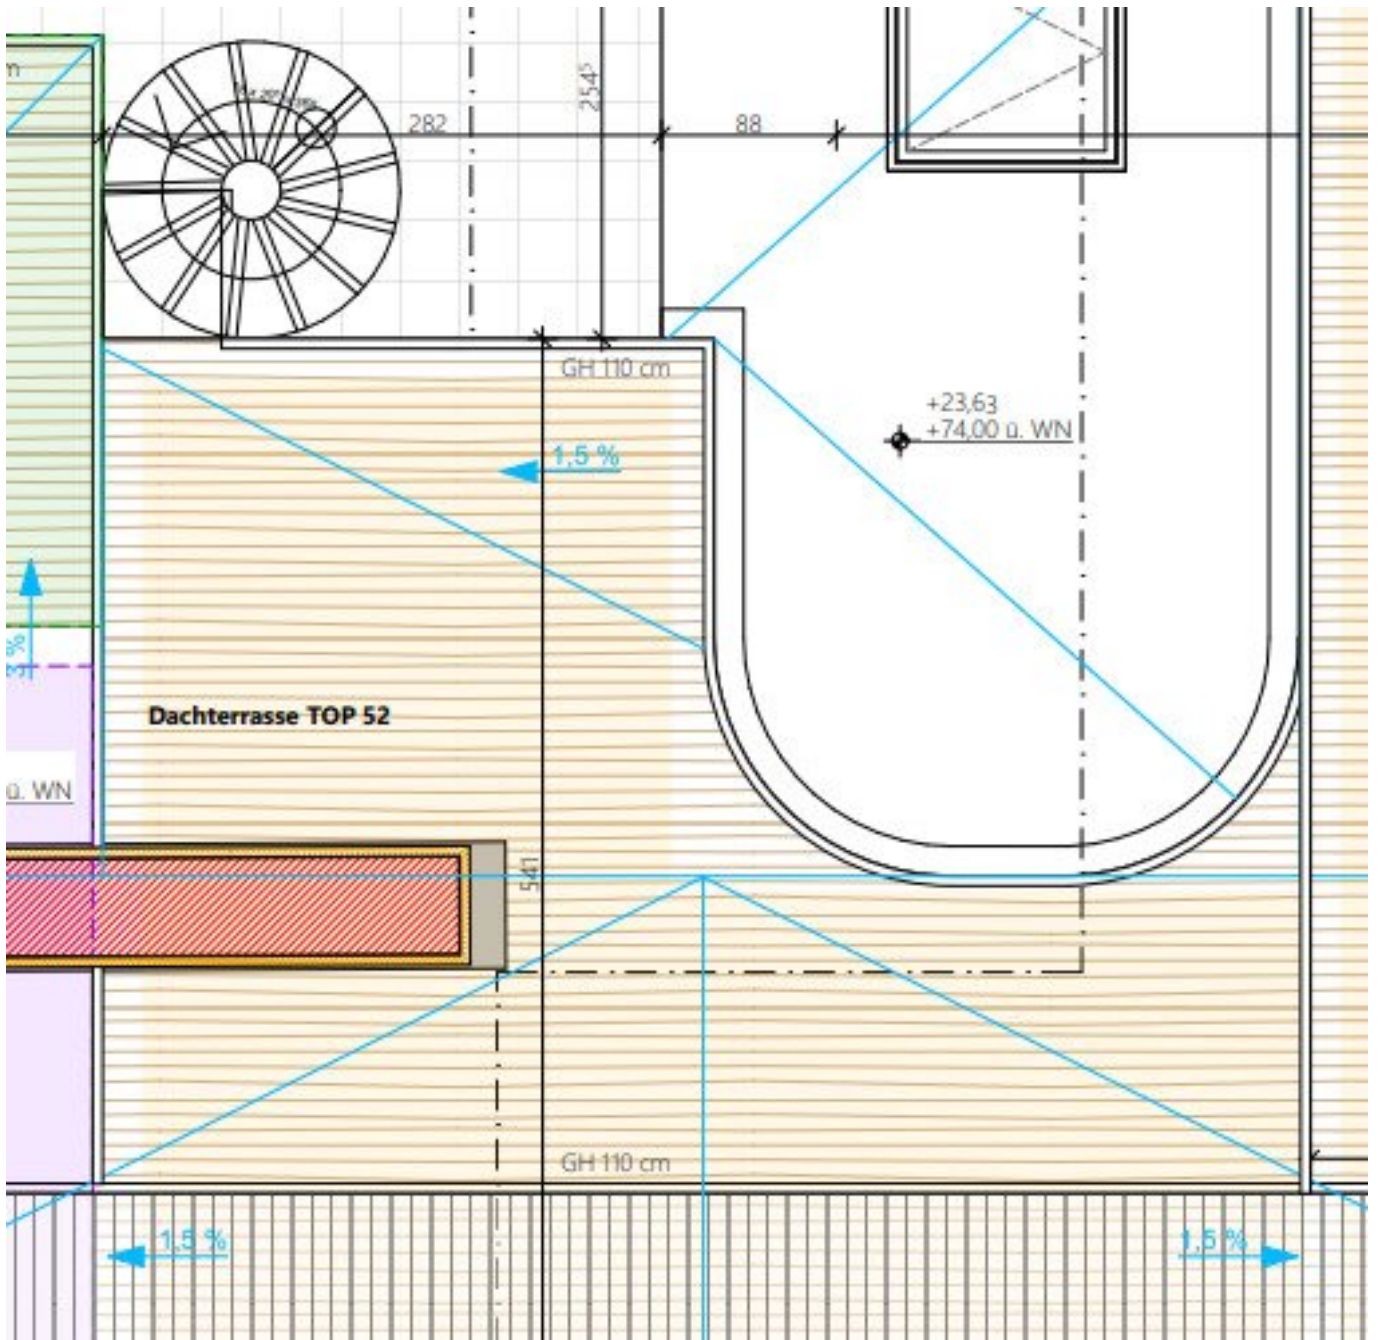 m
282
254⁵
88
GH 110 cm
+23,63
+74,00 ü. WN
1,5 %
3 %
Dachterrasse TOP 52
ü. WN
541
GH 110 cm
1,5 %
1,5 %